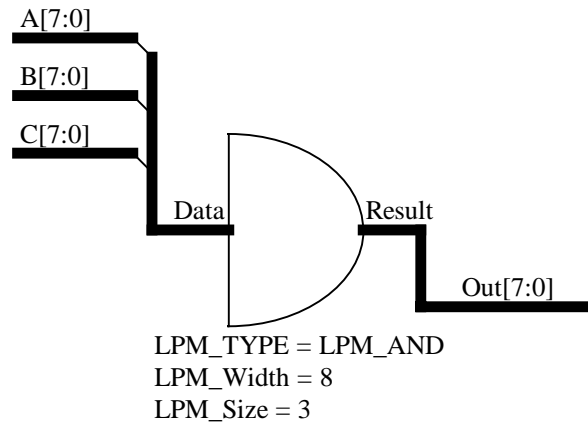 A[7:0]
B[7:0]
C[7:0]
Data
Result
Out[7:0]
LPM_TYPE = LPM_AND
LPM_Width = 8
LPM_Size = 3